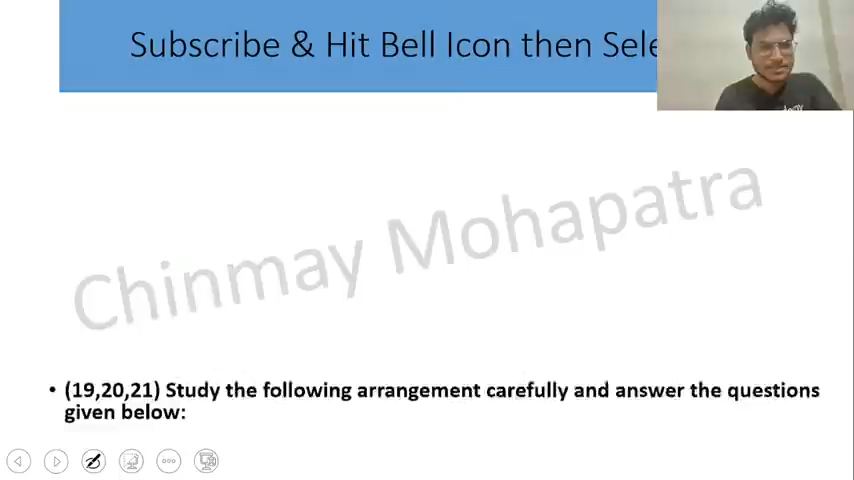 Subscribe & Hit Bell Icon then Sele
Chinmay Mohapatra
• (19,20,21) Study the following arrangement carefully and answer the questions
given below: